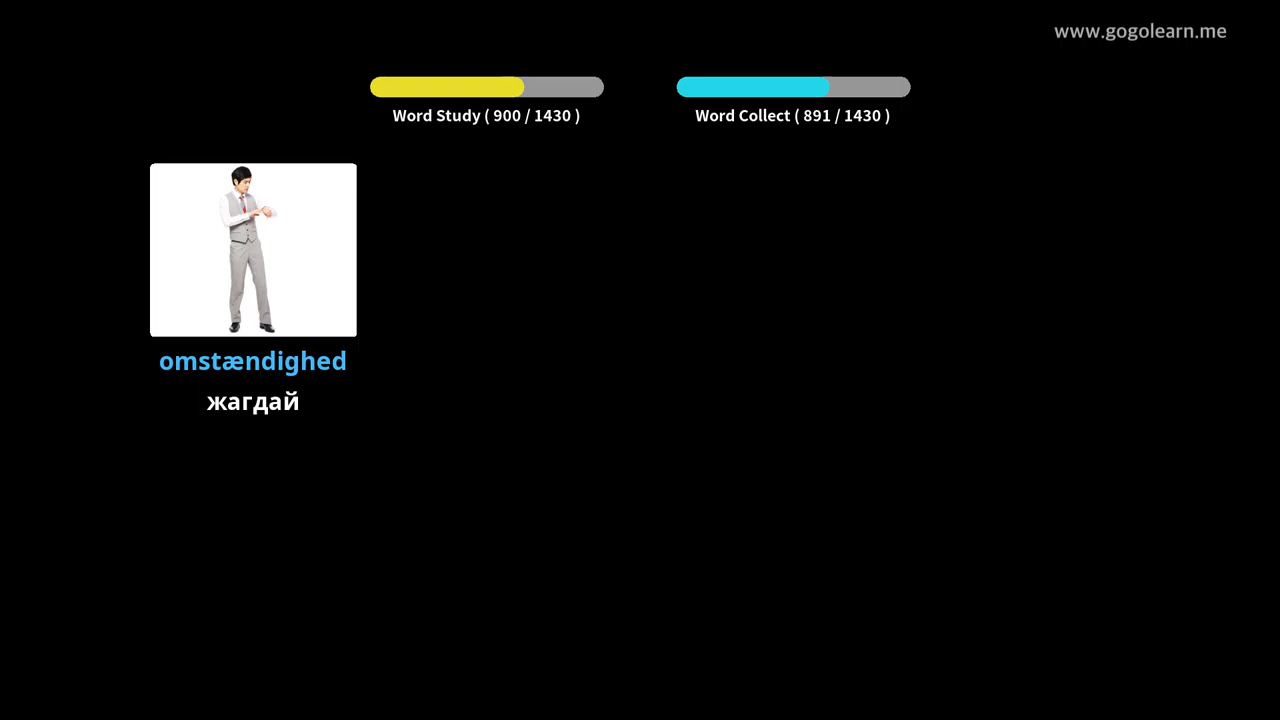 www.gogolearn.me
Word Study ( 900 / 1430 )
Word Collect ( 891 / 1430 )
omstændighed
жагдай